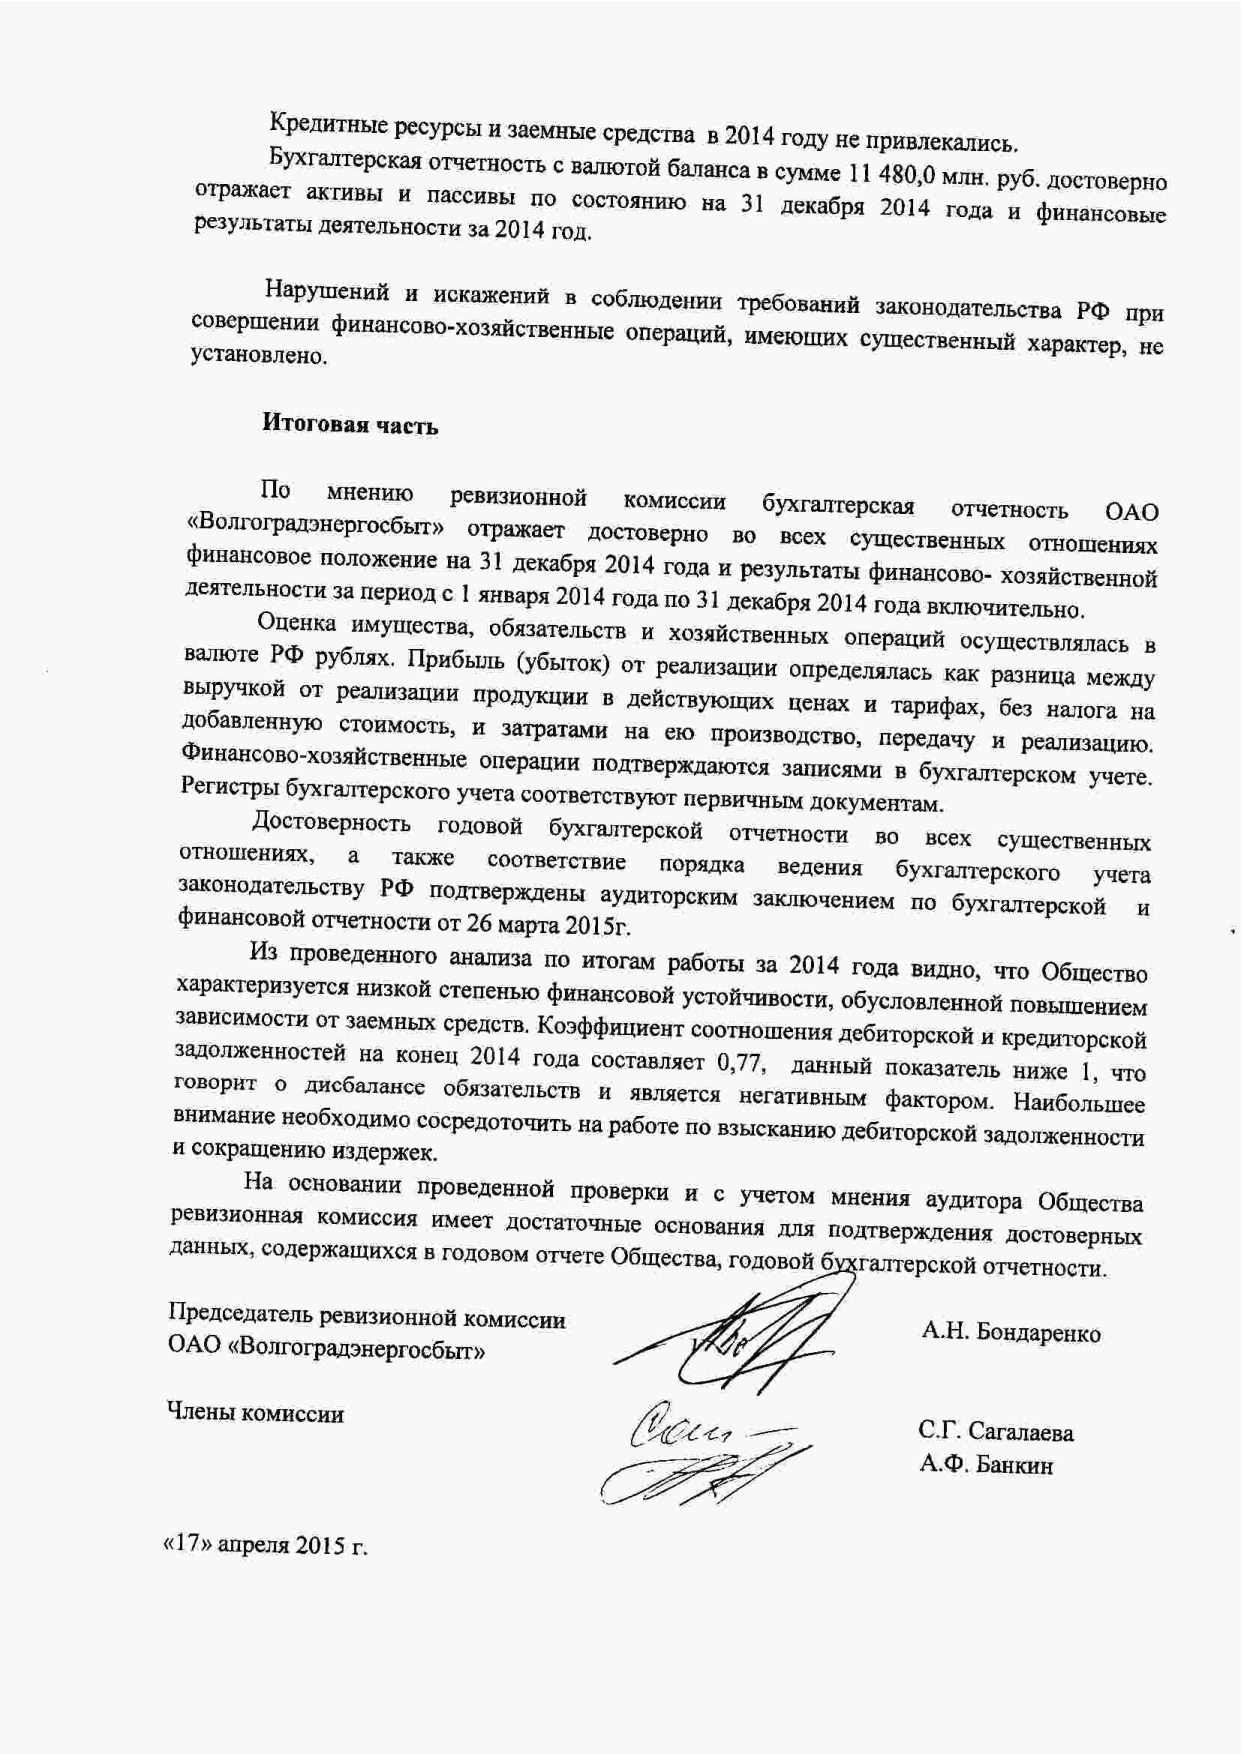 Кредитные ресурсы и заемные средства в 2014 году не привлекались.
Бухгалтерская отчетность с валютой баланса в сумме 11 480,0 млн. руб. достоверно
отражает активы и пассивы по состоянию на 31 декабря 2014 года и финансовые
результаты деятельности за 2014 год.
Нарушений и искажений в соблюдении требований законодательства РФ при
совершении финансово-хозяйственные операций, имеющих существенный характер, не
установлено.
Итоговая часть
По мнению ревизионной комиссии бухгалтерская отчетность ОАО
«Волгоградэнергосбыт» отражает достоверно во всех существенных отношениях
финансовое положение на 31 декабря 2014 года и результаты финансово- хозяйственной
деятельности за период с 1 января 2014 года по 31 декабря 2014 года включительно.
Оценка имущества, обязательств и хозяйственных операций осуществлялась в
валюте РФ рублях. Прибыль (убыток) от реализации определялась как разница между
выручкой от реализации продукции в действующих ценах и тарифах, без налога на
добавленную стоимость, и затратами на ею производство, передачу и реализацию.
Финансово-хозяйственные операции подтверждаются записями в бухгалтерском учете.
Регистры бухгалтерского учета соответствуют первичным документам.
Достоверность годовой бухгалтерской отчетности во всех существенных
отношениях, а также соответствие порядка ведения бухгалтерского учета
законодательству РФ подтверждены аудиторским заключением по бухгалтерской и
финансовой отчетности от 26 марта 2015г.
Из проведенного анализа по итогам работы за 2014 года видно, что Общество
характеризуется низкой степенью финансовой устойчивости, обусловленной повышением
зависимости от заемных средств. Коэффициент соотношения дебиторской и кредиторской
задолженностей на конец 2014 года составляет 0,77, данный показатель ниже 1, что
говорит о дисбалансе обязательств и является негативным фактором. Наибольшее
внимание необходимо сосредоточить на работе по взысканию дебиторской задолженности
и сокращению издержек.
На основании проведенной проверки и с учетом мнения аудитора Общества
ревизионная комиссия имеет достаточные основания для подтверждения достоверных
данных, содержащихся в годовом отчете Общества, годовой бухгалтерской отчетности.
Председатель ревизионной комиссии
ОАО «Волгоградэнергосбыт»
А.Н. Бондаренко
Члены комиссии
С.Г. Сагалаева
А.Ф. Банкин
«17» апреля 2015 г.